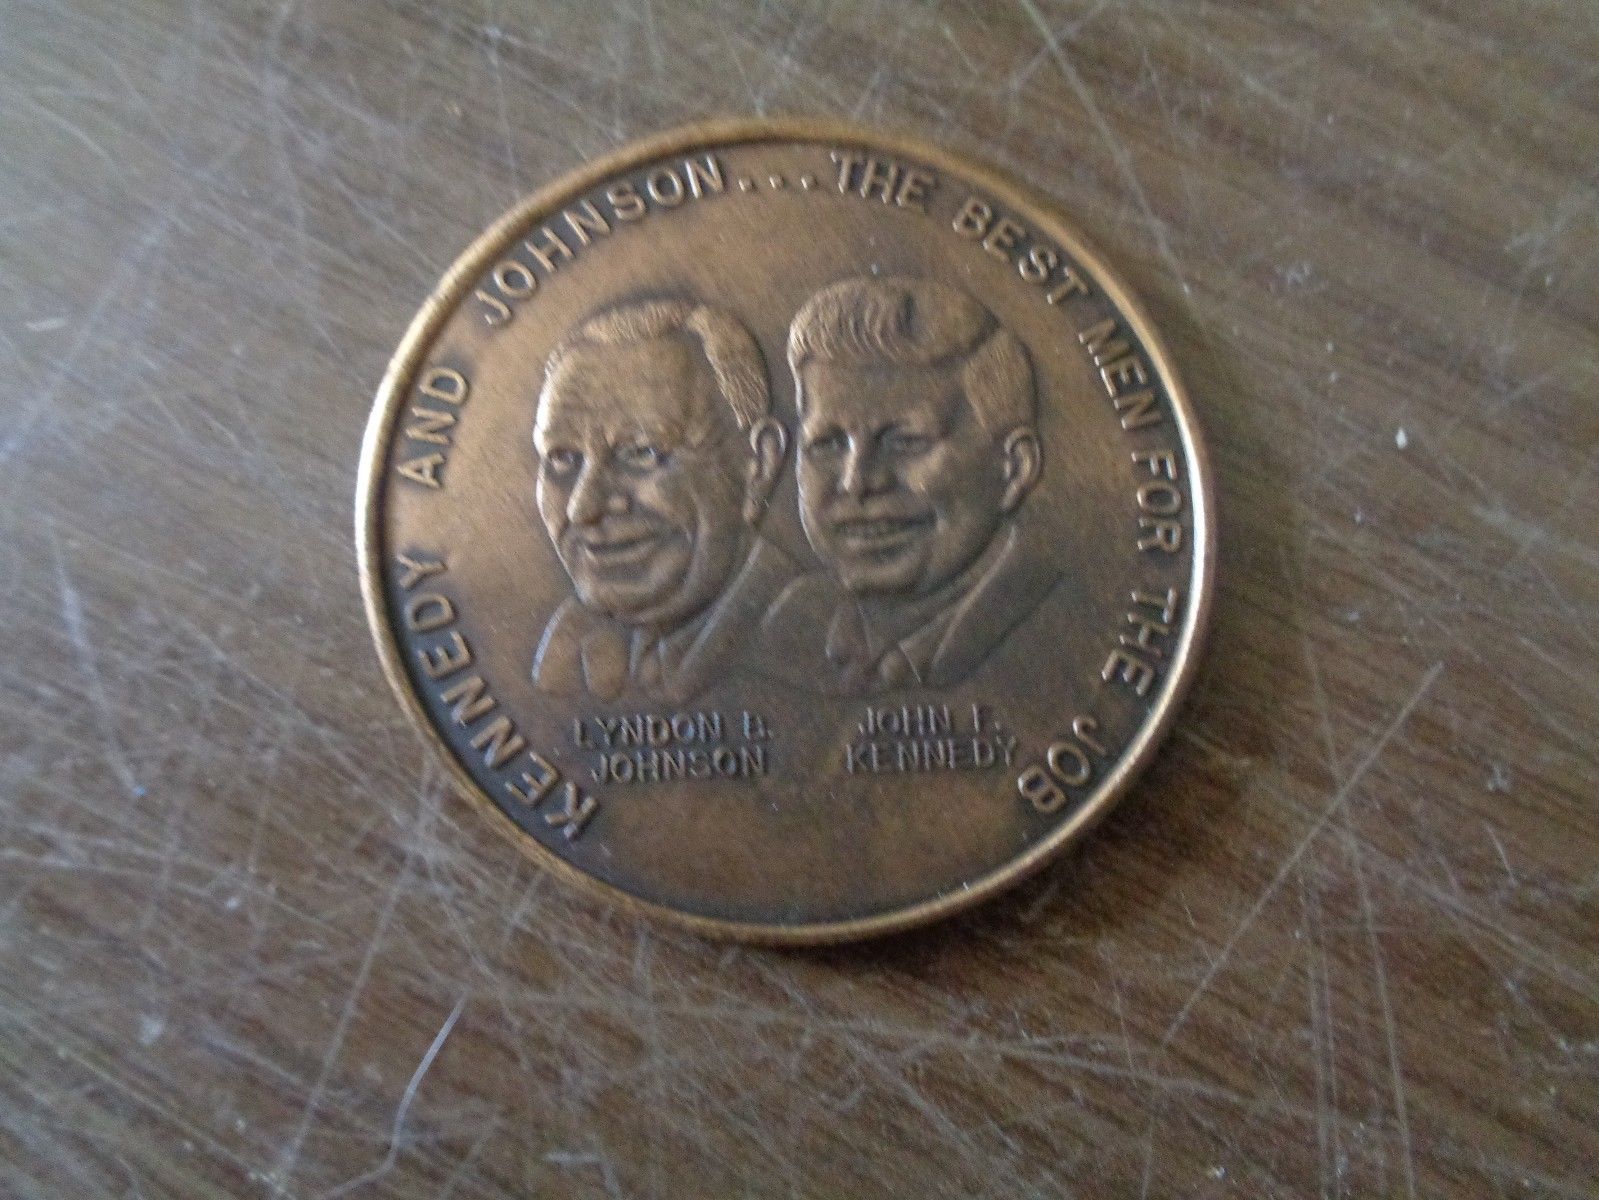 KENNEDY AND JOHNSON...THE BEST MEN FOR THE JOB
LYNDON B.
JOHNSON
JOHN F.
KENNEDY